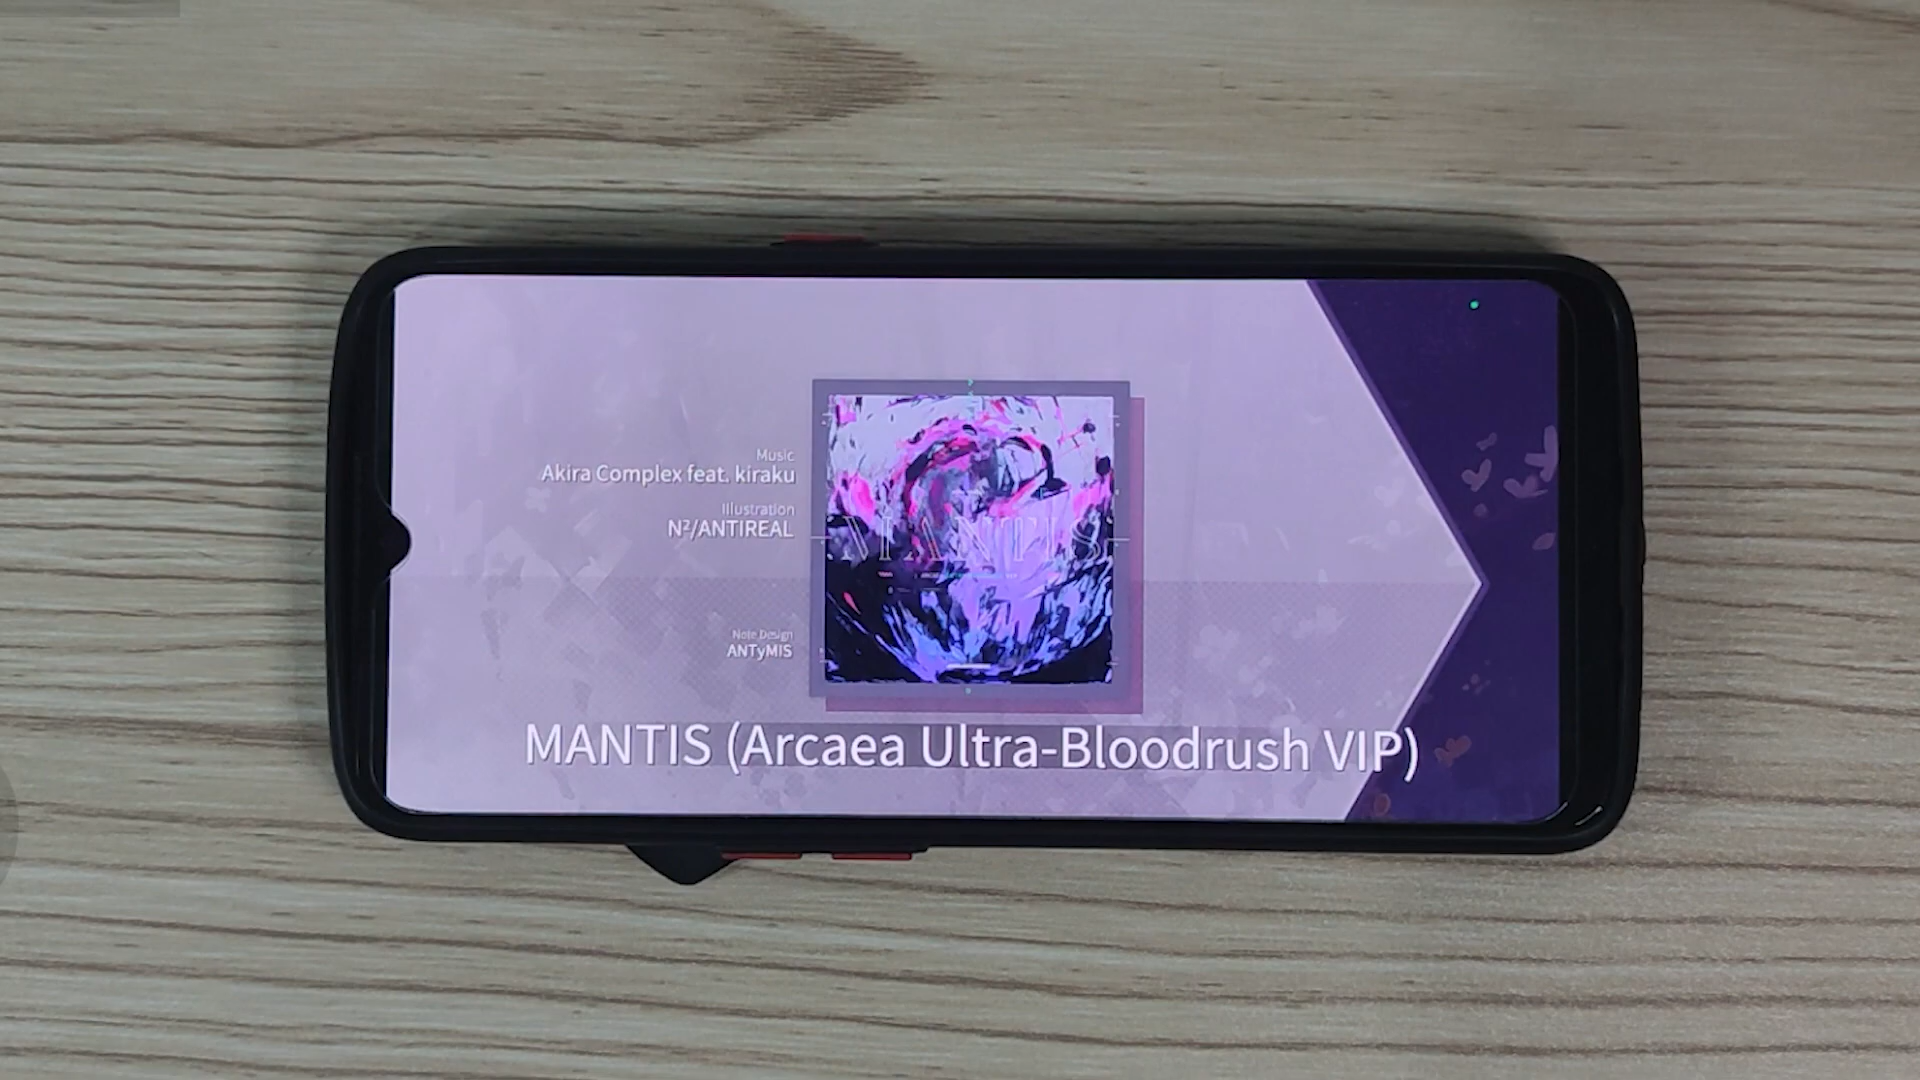 Music
Akira Complex feat. kiraku
Illustration
N²/ANTIREAL
MANTIS
Note Design
ANTyMIS
MANTIS (Arcaea Ultra-Bloodrush VIP)